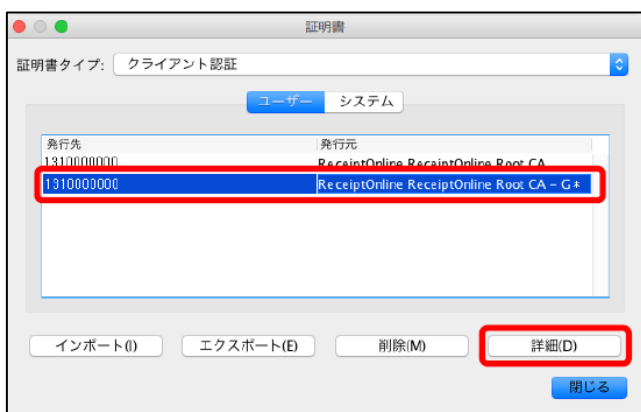 証明書
証明書タイプ: クライアント認証
ユーザー システム
発行先 発行元
1310000000 ReceiptOnline ReceiptOnline Root CA
1310000000 ReceiptOnline ReceiptOnline Root CA – G*
インポート(I) エクスポート(E) 削除(M) 詳細(D)
閉じる